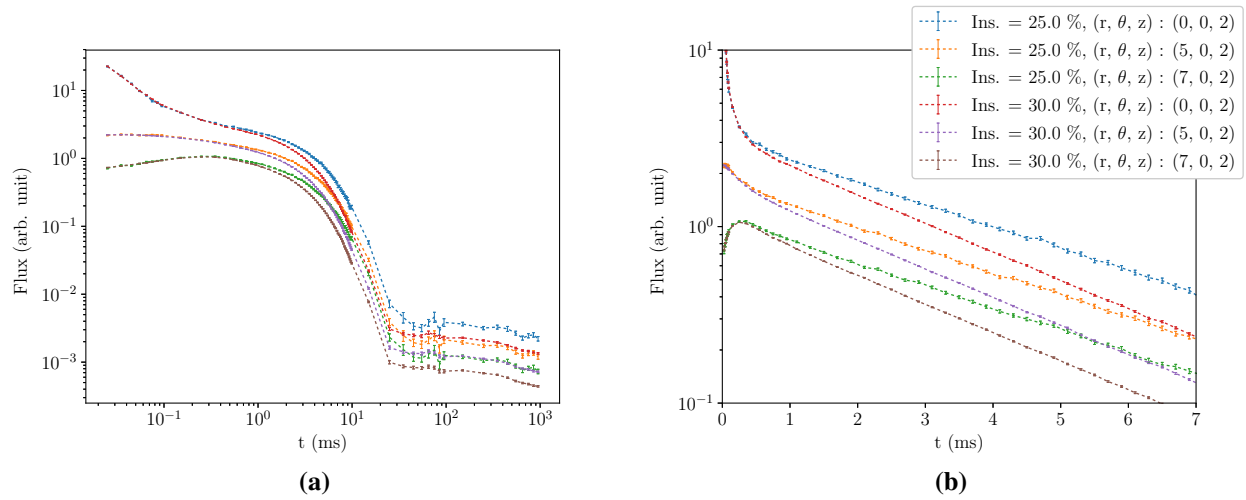 Flux (arb. unit)
10^1
10^0
10^{-1}
10^{-2}
10^{-3}
10^{-1} 10^0 10^1 10^2 10^3
t (ms)
(a)
Ins. = 25.0 %, (r, θ, z) : (0, 0, 2)
Ins. = 25.0 %, (r, θ, z) : (5, 0, 2)
Ins. = 25.0 %, (r, θ, z) : (7, 0, 2)
Ins. = 30.0 %, (r, θ, z) : (0, 0, 2)
Ins. = 30.0 %, (r, θ, z) : (5, 0, 2)
Ins. = 30.0 %, (r, θ, z) : (7, 0, 2)
Flux (arb. unit)
10^1
10^0
10^{-1}
0 1 2 3 4 5 6 7
t (ms)
(b)